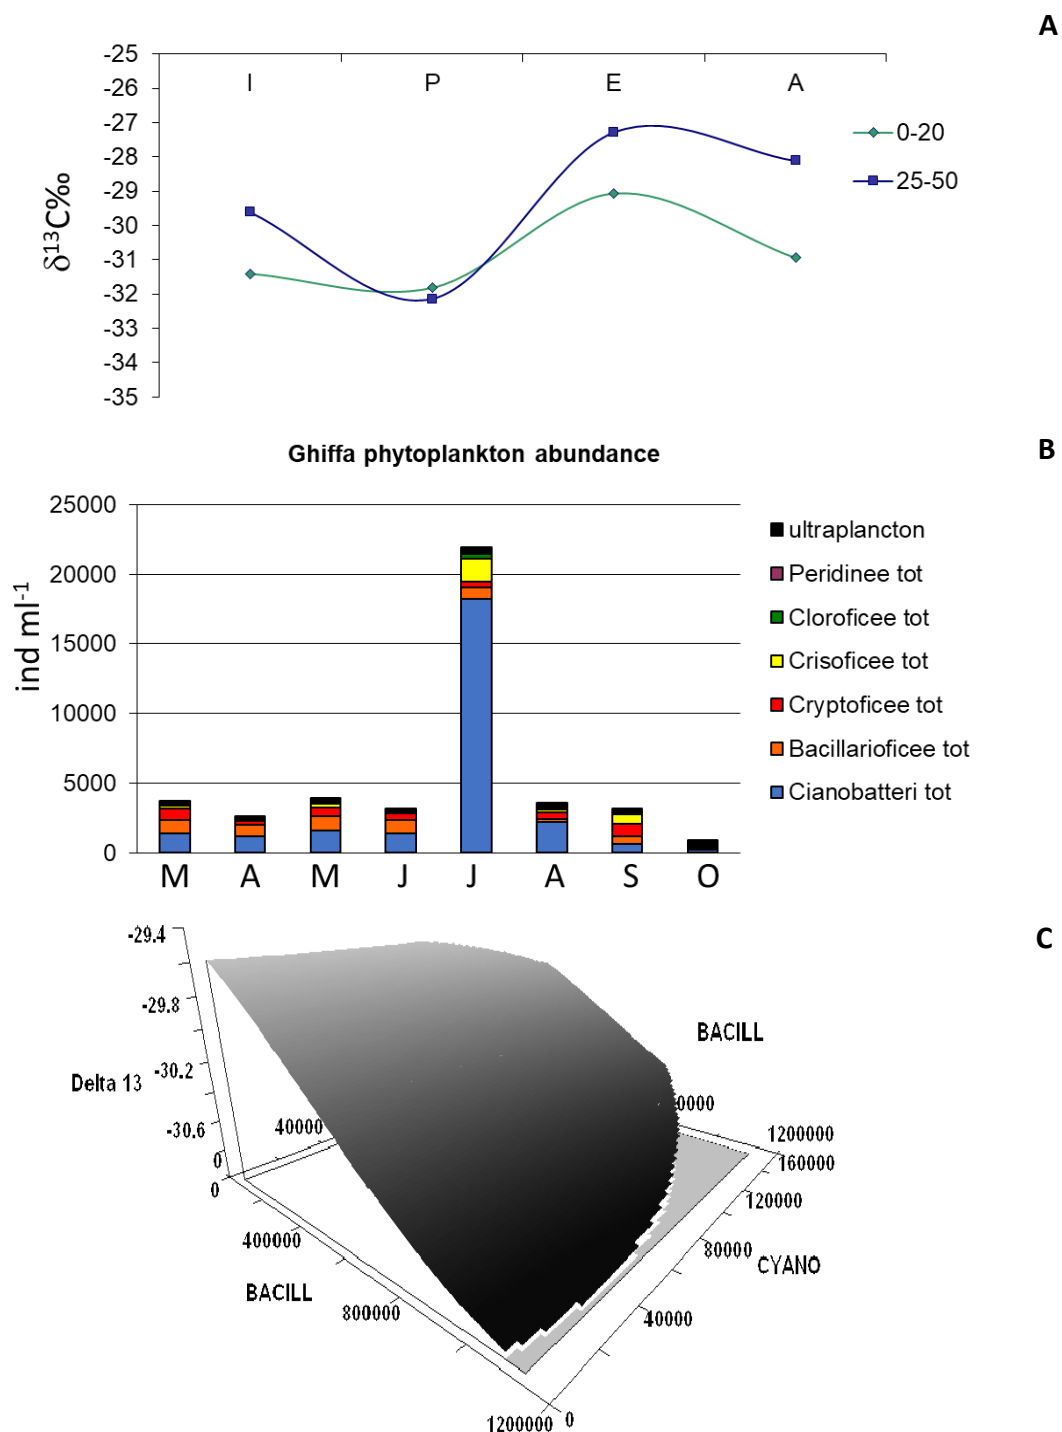 A
-25
-26
-27
-28
-29
-30
-31
-32
-33
-34
-35
I P E A
δ13C‰
0-20
25-50
Ghiffa phytoplankton abundance
B
25000
20000
15000
10000
5000
0
ind ml-1
M A M J J A S O
ultraplancton
Peridinee tot
Cloroficee tot
Crisoficee tot
Cryptoficee tot
Bacillarioficee tot
Cianobatteri tot
C
-29.4
-29.8
-30.2
-30.6
Delta 13
0
0
40000
400000
BACILL
800000
1200000
0
40000
80000
CYANO
120000
160000
1200000
BACILL